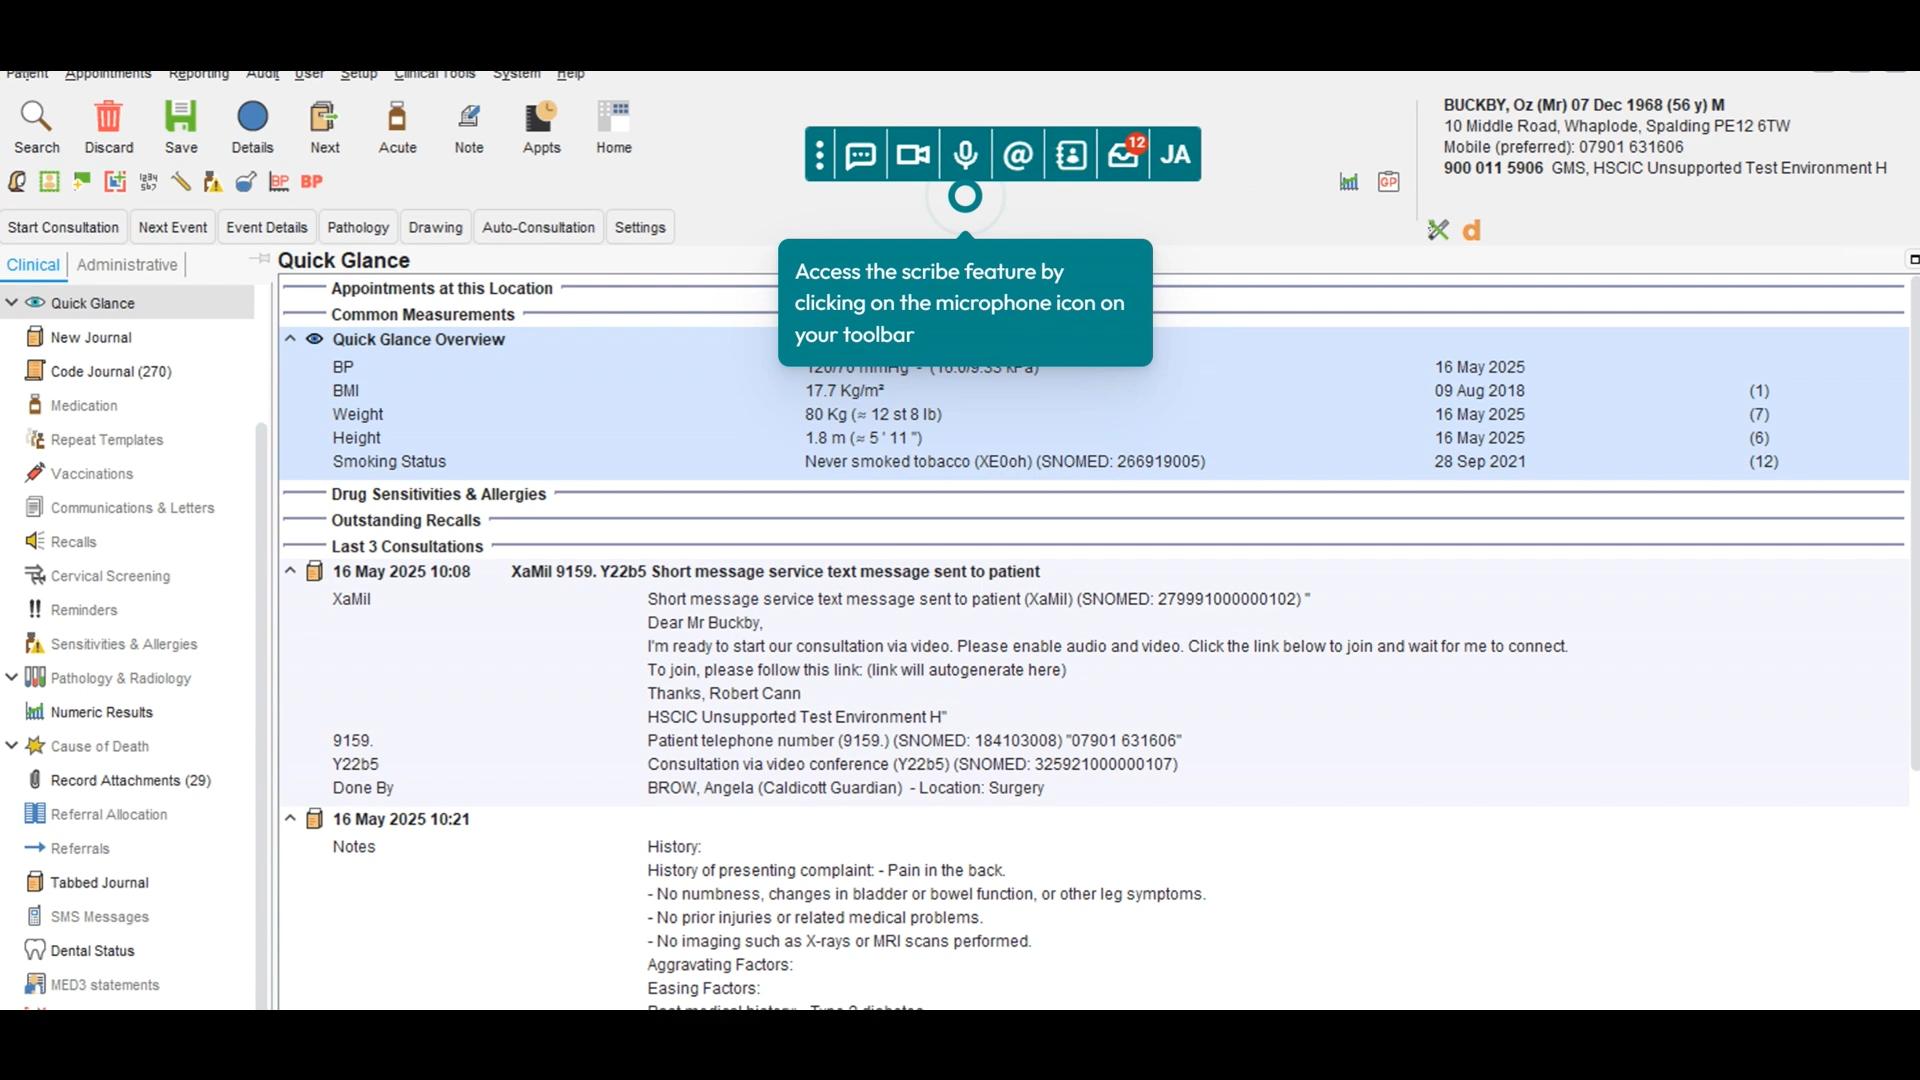 Patient Appointments Reporting Audit User Setup Clinical Tools System Help
Search Discard Save Details Next Acute Note Appts Home
BP BP
Start Consultation Next Event Event Details Pathology Drawing Auto-Consultation Settings
12
JA
GP
BUCKBY, Oz (Mr) 07 Dec 1968 (56 y) M
10 Middle Road, Whaplode, Spalding PE12 6TW
Mobile (preferred): 07901 631606
900 011 5906 GMS, HSCIC Unsupported Test Environment H
d
Access the scribe feature by
clicking on the microphone icon on
your toolbar
Clinical Administrative
Quick Glance
New Journal
Code Journal (270)
Medication
Repeat Templates
Vaccinations
Communications & Letters
Recalls
Cervical Screening
Reminders
Sensitivities & Allergies
Pathology & Radiology
Numeric Results
Cause of Death
Record Attachments (29)
Referral Allocation
Referrals
Tabbed Journal
SMS Messages
Dental Status
MED3 statements
Quick Glance
Appointments at this Location
Common Measurements
Quick Glance Overview
BP 120/70 mmHg - (16.0/9.33 kPa) 16 May 2025
BMI 17.7 Kg/m² 09 Aug 2018 (1)
Weight 80 Kg (≈ 12 st 8 lb) 16 May 2025 (7)
Height 1.8 m (≈ 5 ' 11 ") 16 May 2025 (6)
Smoking Status Never smoked tobacco (XE0oh) (SNOMED: 266919005) 28 Sep 2021 (12)
Drug Sensitivities & Allergies
Outstanding Recalls
Last 3 Consultations
16 May 2025 10:08 XaMil 9159. Y22b5 Short message service text message sent to patient
XaMil Short message service text message sent to patient (XaMil) (SNOMED: 279991000000102) "
Dear Mr Buckby,
I'm ready to start our consultation via video. Please enable audio and video. Click the link below to join and wait for me to connect.
To join, please follow this link: (link will autogenerate here)
Thanks, Robert Cann
HSCIC Unsupported Test Environment H"
9159. Patient telephone number (9159.) (SNOMED: 184103008) "07901 631606"
Y22b5 Consultation via video conference (Y22b5) (SNOMED: 325921000000107)
Done By BROW, Angela (Caldicott Guardian) - Location: Surgery
16 May 2025 10:21
Notes History:
History of presenting complaint: - Pain in the back.
- No numbness, changes in bladder or bowel function, or other leg symptoms.
- No prior injuries or related medical problems.
- No imaging such as X-rays or MRI scans performed.
Aggravating Factors:
Easing Factors:
Past medical history: - Type 2 diabetes